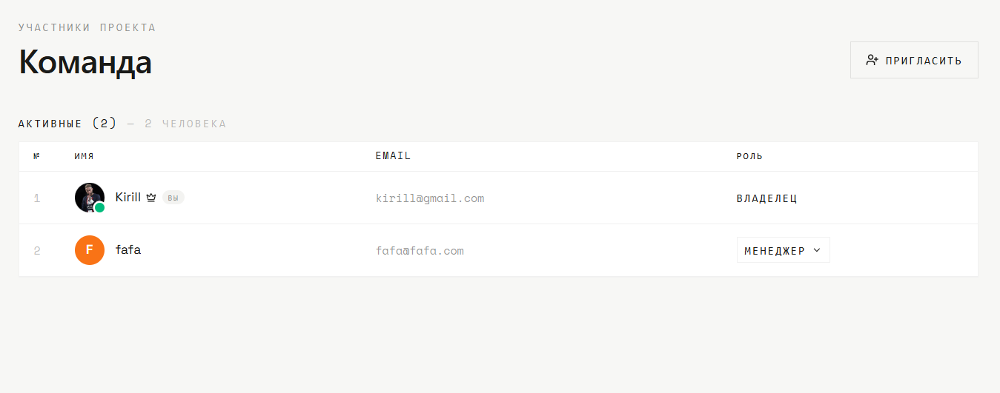 УЧАСТНИКИ ПРОЕКТА
Команда
ПРИГЛАСИТЬ
АКТИВНЫЕ (2) — 2 ЧЕЛОВЕКА
№ ИМЯ EMAIL РОЛЬ
1 Kirill ВЫ kirill@gmail.com ВЛАДЕЛЕЦ
2 F fafa fafa@fafa.com МЕНЕДЖЕР